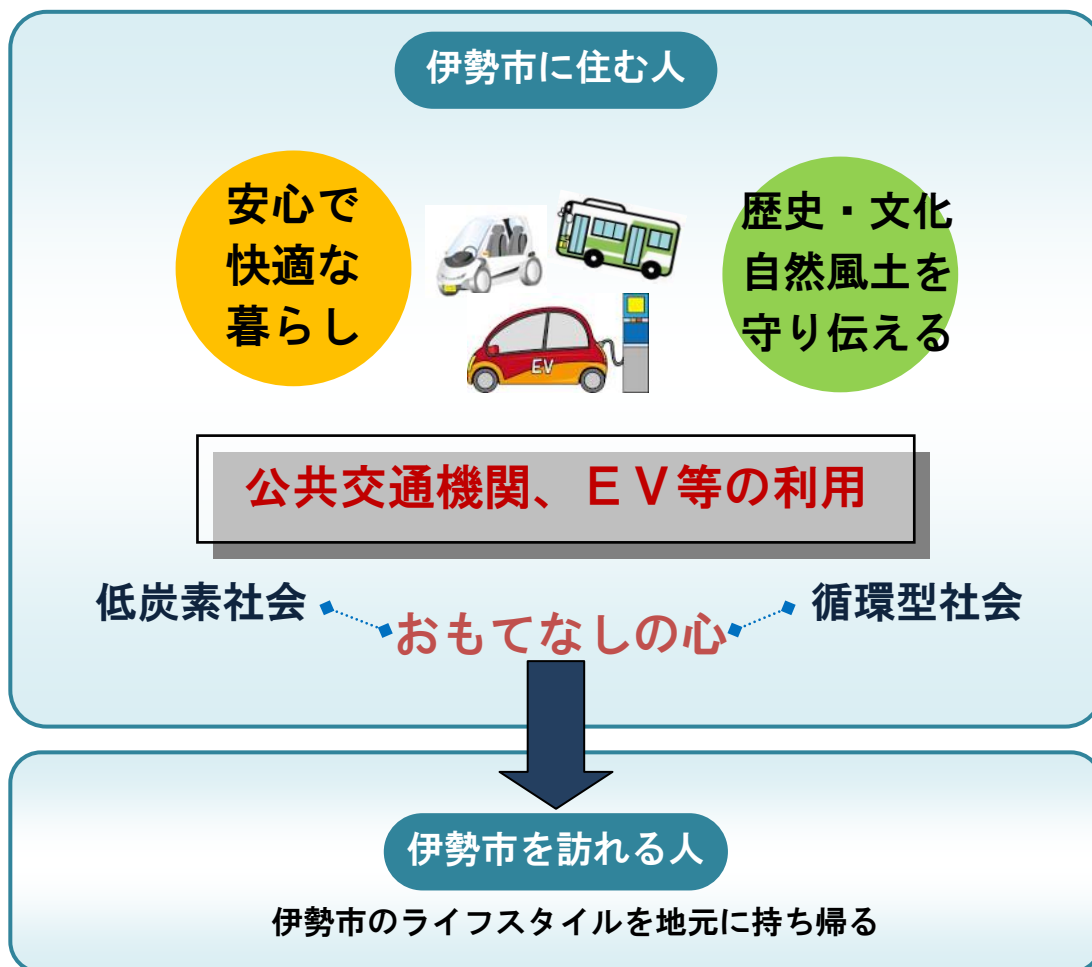 伊勢市に住む人
安心で
快適な
暮らし
歴史・文化
自然風土を
守り伝える
EV
公共交通機関、ＥＶ等の利用
低炭素社会
循環型社会
おもてなしの心
伊勢市を訪れる人
伊勢市のライフスタイルを地元に持ち帰る